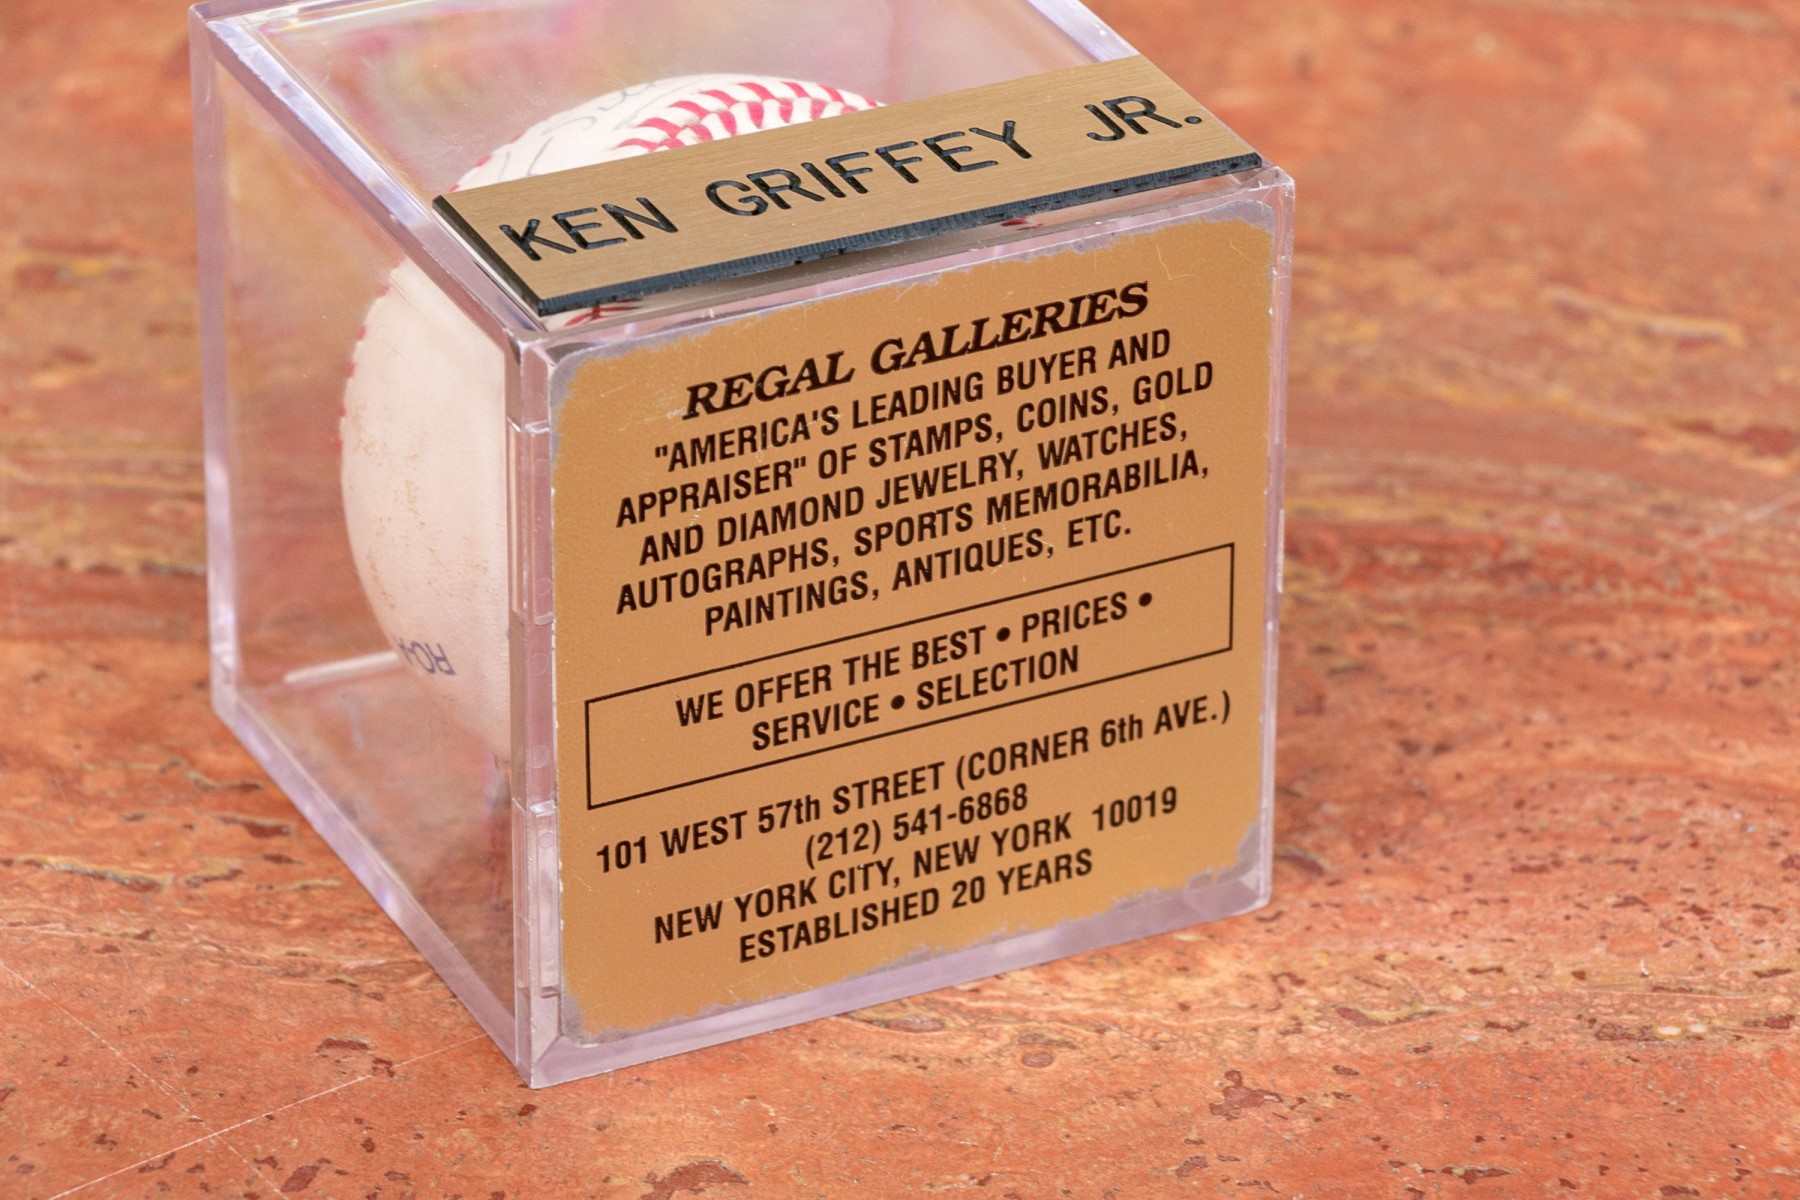 KEN GRIFFEY JR.
REGAL GALLERIES
"AMERICA'S LEADING BUYER AND
APPRAISER" OF STAMPS, COINS, GOLD
AND DIAMOND JEWELRY, WATCHES,
AUTOGRAPHS, SPORTS MEMORABILIA,
PAINTINGS, ANTIQUES, ETC.
WE OFFER THE BEST • PRICES •
SERVICE • SELECTION
101 WEST 57th STREET (CORNER 6th AVE.)
(212) 541-6868
NEW YORK CITY, NEW YORK 10019
ESTABLISHED 20 YEARS